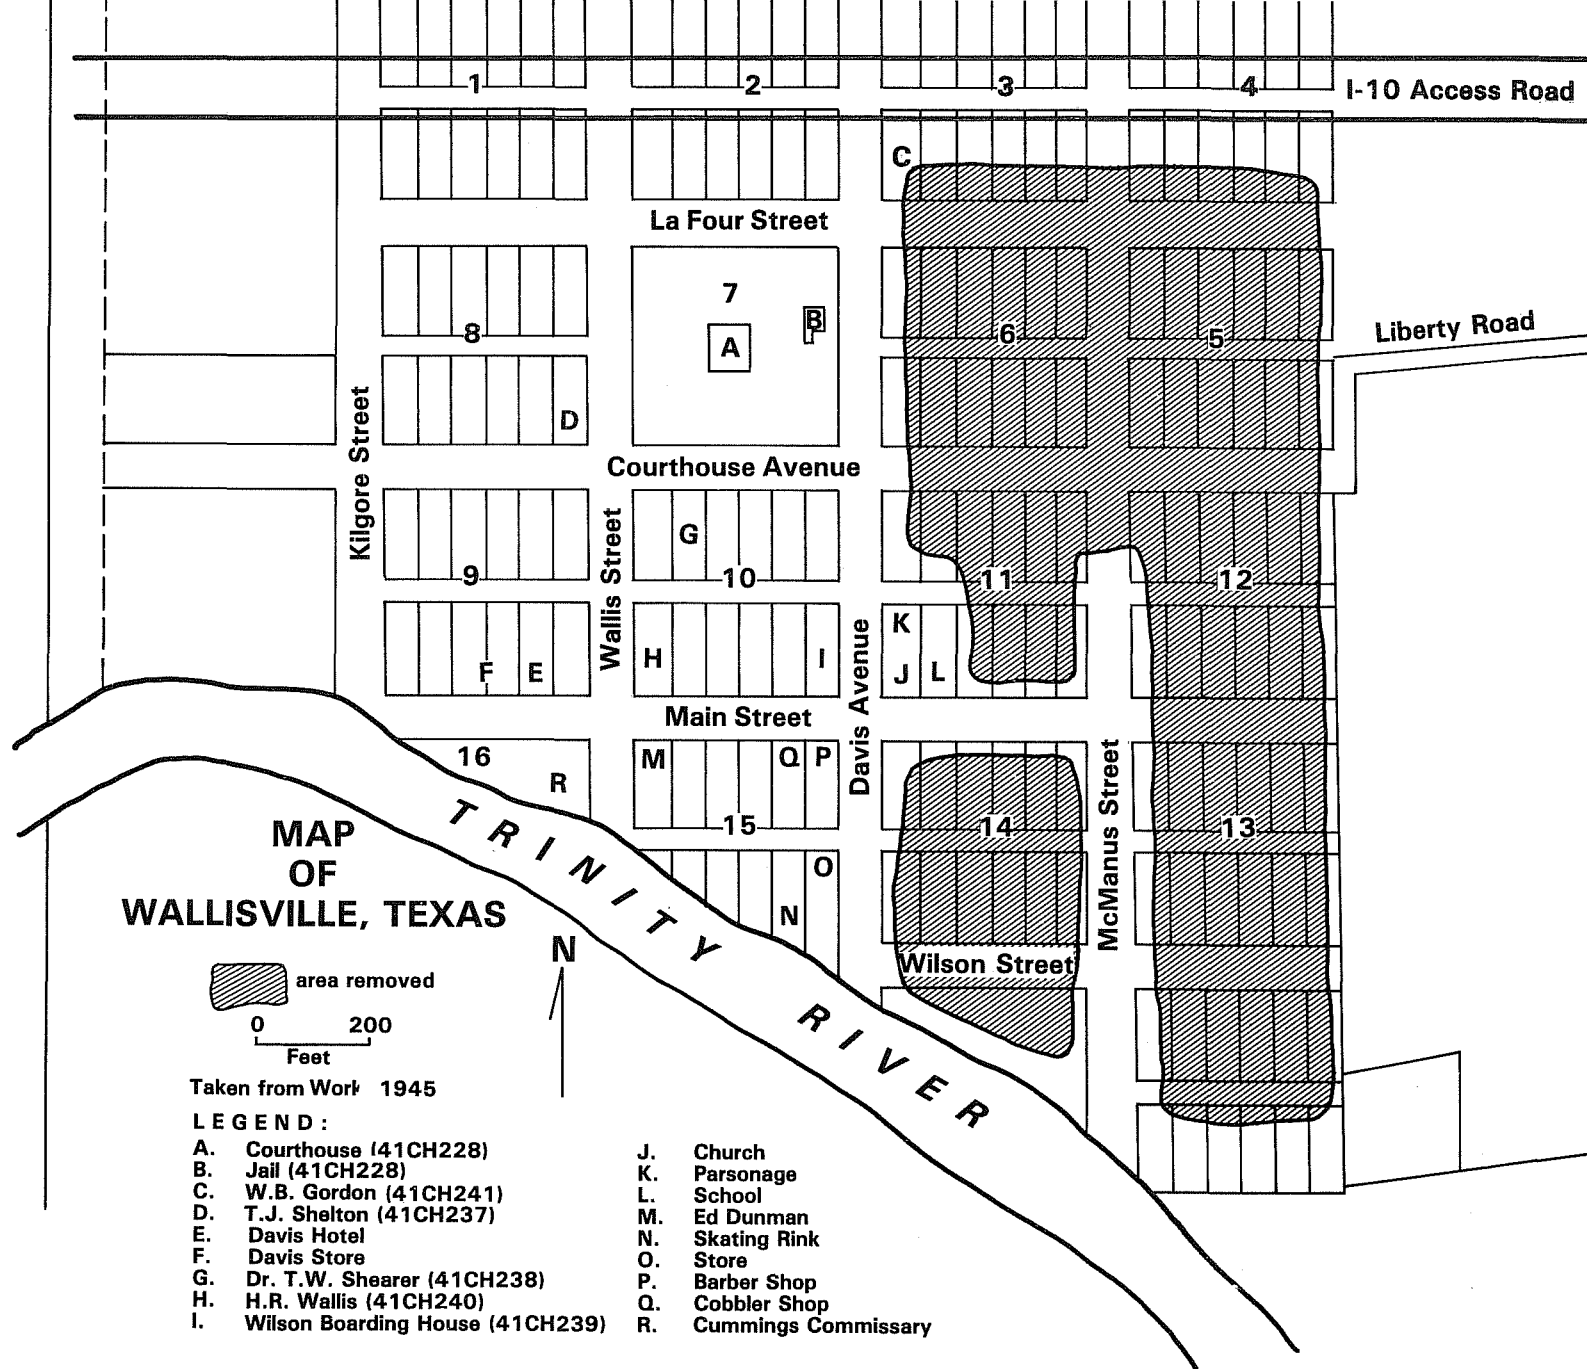 1
2
3
4
I-10 Access Road
C
La Four Street
7
B
A
8
6
5
Liberty Road
D
Kilgore Street
Courthouse Avenue
Wallis Street
G
9
10
11
12
K
H
I
F
E
J
L
Davis Avenue
Main Street
16
M
Q
P
R
McManus Street
15
14
13
TRINITY RIVER
O
N
Wilson Street
MAP
OF
WALLISVILLE, TEXAS
N
area removed
0 200
Feet
Taken from Work 1945
LEGEND:
A. Courthouse (41CH228)
B. Jail (41CH228)
C. W.B. Gordon (41CH241)
D. T.J. Shelton (41CH237)
E. Davis Hotel
F. Davis Store
G. Dr. T.W. Shearer (41CH238)
H. H.R. Wallis (41CH240)
I. Wilson Boarding House (41CH239)
J. Church
K. Parsonage
L. School
M. Ed Dunman
N. Skating Rink
O. Store
P. Barber Shop
Q. Cobbler Shop
R. Cummings Commissary